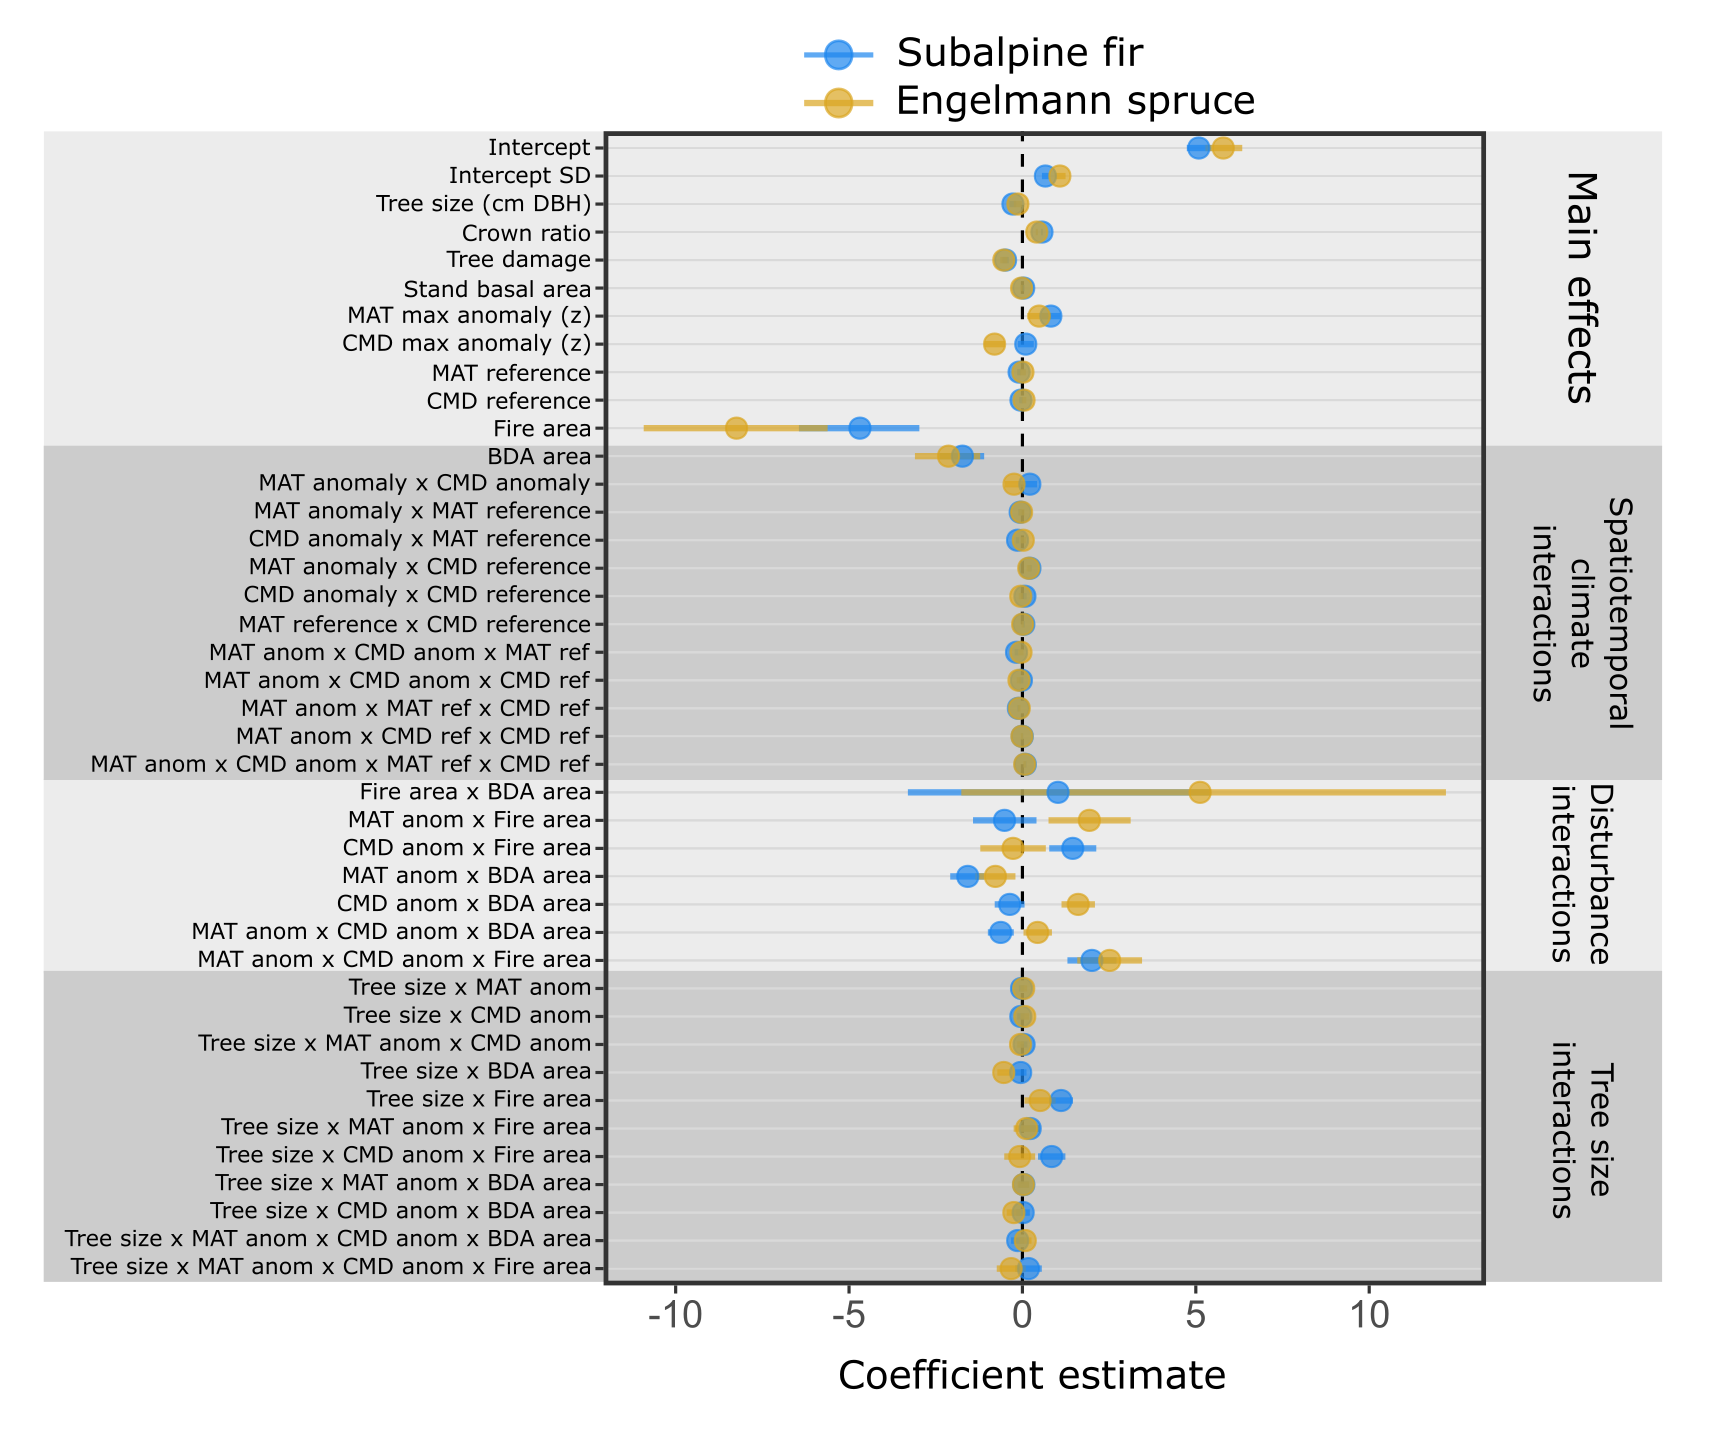 Subalpine fir
Engelmann spruce
Intercept
Intercept SD
Tree size (cm DBH)
Crown ratio
Tree damage
Stand basal area
MAT max anomaly (z)
CMD max anomaly (z)
MAT reference
CMD reference
Fire area
BDA area
MAT anomaly x CMD anomaly
MAT anomaly x MAT reference
CMD anomaly x MAT reference
MAT anomaly x CMD reference
CMD anomaly x CMD reference
MAT reference x CMD reference
MAT anom x CMD anom x MAT ref
MAT anom x CMD anom x CMD ref
MAT anom x MAT ref x CMD ref
MAT anom x CMD ref x CMD ref
MAT anom x CMD anom x MAT ref x CMD ref
Fire area x BDA area
MAT anom x Fire area
CMD anom x Fire area
MAT anom x BDA area
CMD anom x BDA area
MAT anom x CMD anom x BDA area
MAT anom x CMD anom x Fire area
Tree size x MAT anom
Tree size x CMD anom
Tree size x MAT anom x CMD anom
Tree size x BDA area
Tree size x Fire area
Tree size x MAT anom x Fire area
Tree size x CMD anom x Fire area
Tree size x MAT anom x BDA area
Tree size x CMD anom x BDA area
Tree size x MAT anom x CMD anom x BDA area
Tree size x MAT anom x CMD anom x Fire area
Main effects
Spatiotemporal
climate
interactions
Disturbance
interactions
Tree size
interactions
-10 -5 0 5 10
Coefficient estimate